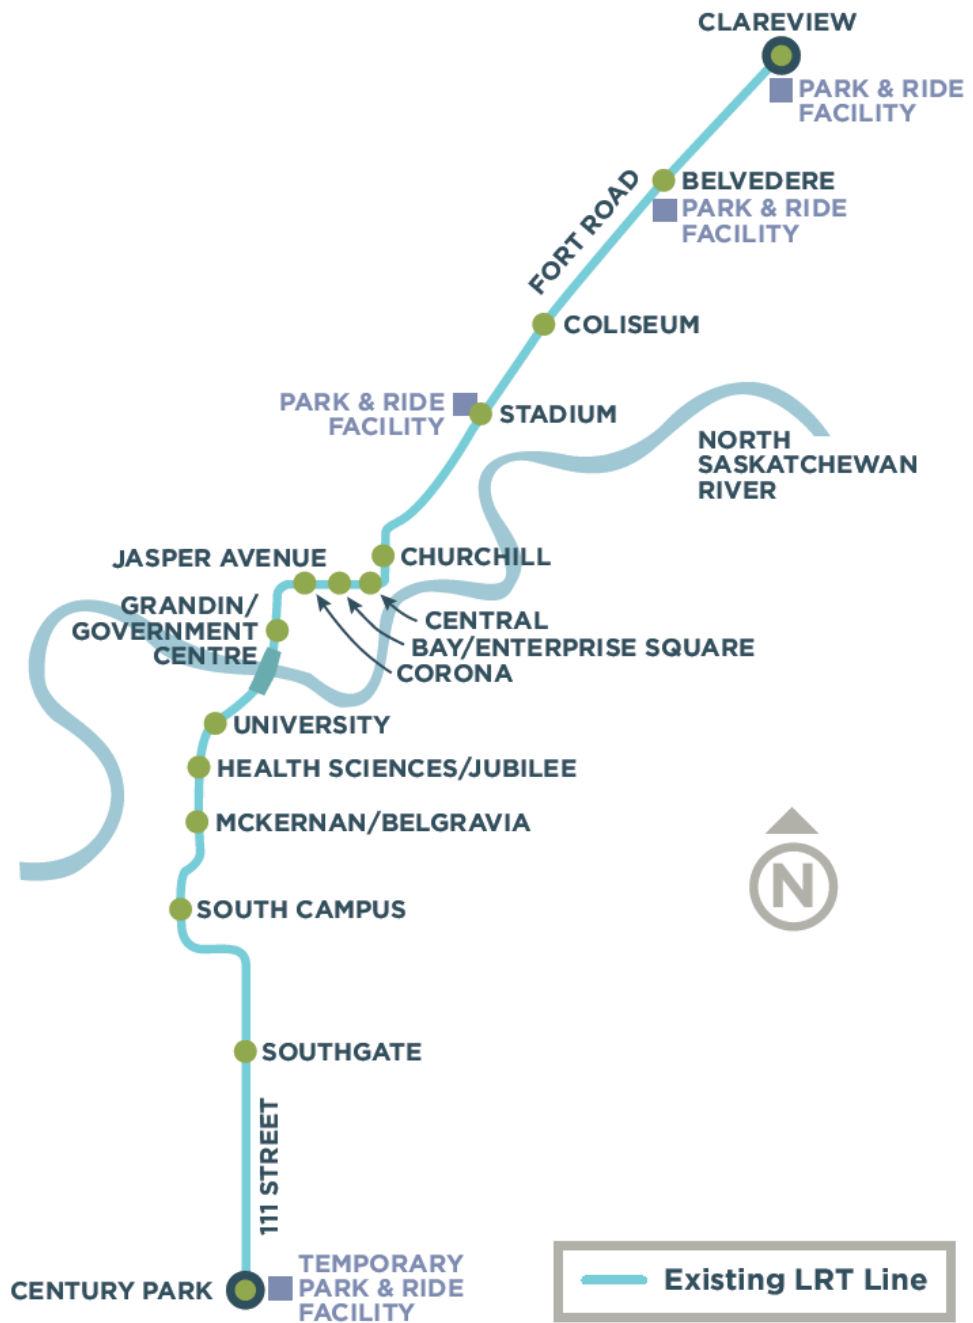 CLAREVIEW
PARK & RIDE
FACILITY
BELVEDERE
PARK & RIDE
FACILITY
FORT ROAD
COLISEUM
PARK & RIDE
FACILITY
STADIUM
NORTH
SASKATCHEWAN
RIVER
JASPER AVENUE
CHURCHILL
GRANDIN/
GOVERNMENT
CENTRE
CENTRAL
BAY/ENTERPRISE SQUARE
CORONA
UNIVERSITY
HEALTH SCIENCES/JUBILEE
MCKERNAN/BELGRAVIA
N
SOUTH CAMPUS
SOUTHGATE
111 STREET
CENTURY PARK
TEMPORARY
PARK & RIDE
FACILITY
Existing LRT Line